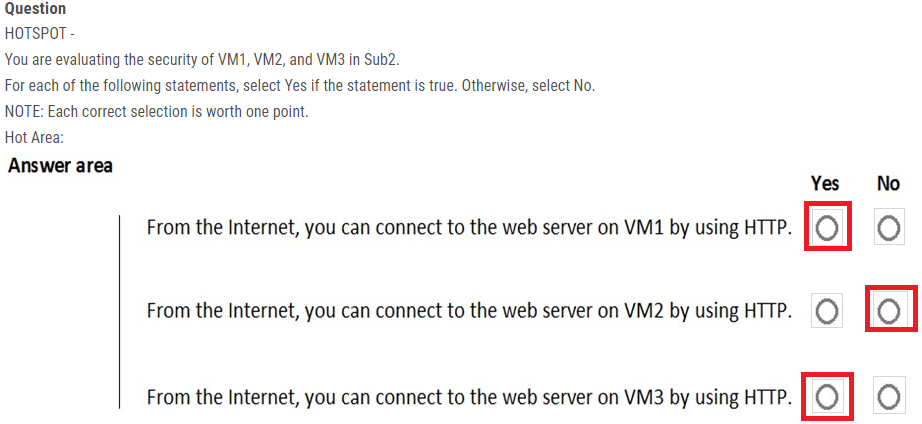 Question
HOTSPOT -
You are evaluating the security of VM1, VM2, and VM3 in Sub2.
For each of the following statements, select Yes if the statement is true. Otherwise, select No.
NOTE: Each correct selection is worth one point.
Hot Area:
Answer area
Yes No
From the Internet, you can connect to the web server on VM1 by using HTTP.
From the Internet, you can connect to the web server on VM2 by using HTTP.
From the Internet, you can connect to the web server on VM3 by using HTTP.